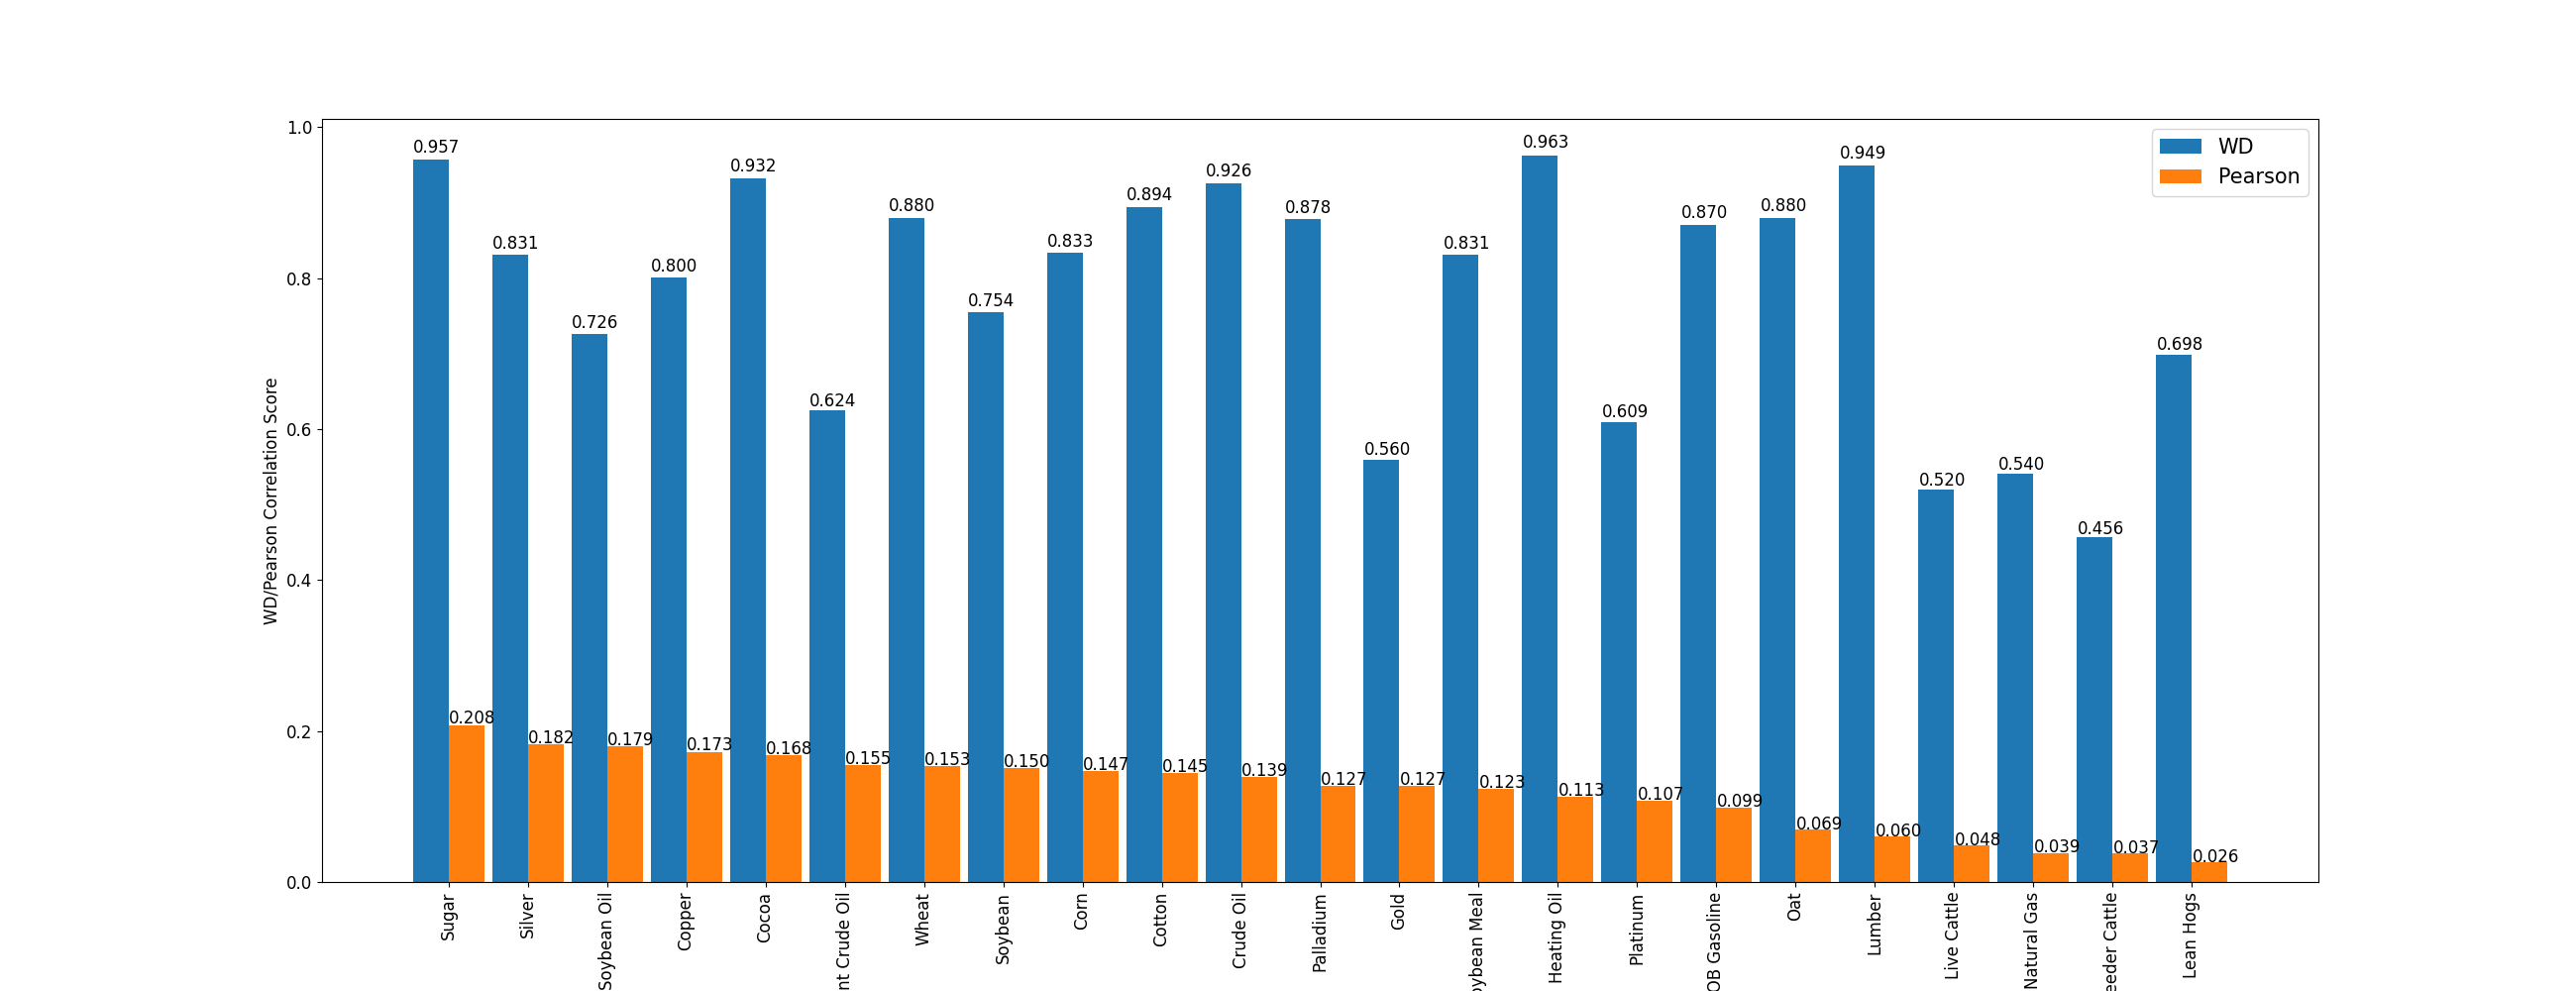 WD
Pearson
WD/Pearson Correlation Score
1.0
0.8
0.6
0.4
0.2
0.0
0.957
0.831
0.726
0.800
0.932
0.624
0.880
0.754
0.833
0.894
0.926
0.878
0.560
0.831
0.963
0.609
0.870
0.880
0.949
0.520
0.540
0.456
0.698
0.208
0.182
0.179
0.173
0.168
0.155
0.153
0.150
0.147
0.145
0.139
0.127
0.127
0.123
0.113
0.107
0.099
0.069
0.060
0.048
0.039
0.037
0.026
Sugar
Silver
Soybean Oil
Copper
Cocoa
nt Crude Oil
Wheat
Soybean
Corn
Cotton
Crude Oil
Palladium
Gold
ybean Meal
Heating Oil
Platinum
OB Gasoline
Oat
Lumber
Live Cattle
Natural Gas
eeder Cattle
Lean Hogs